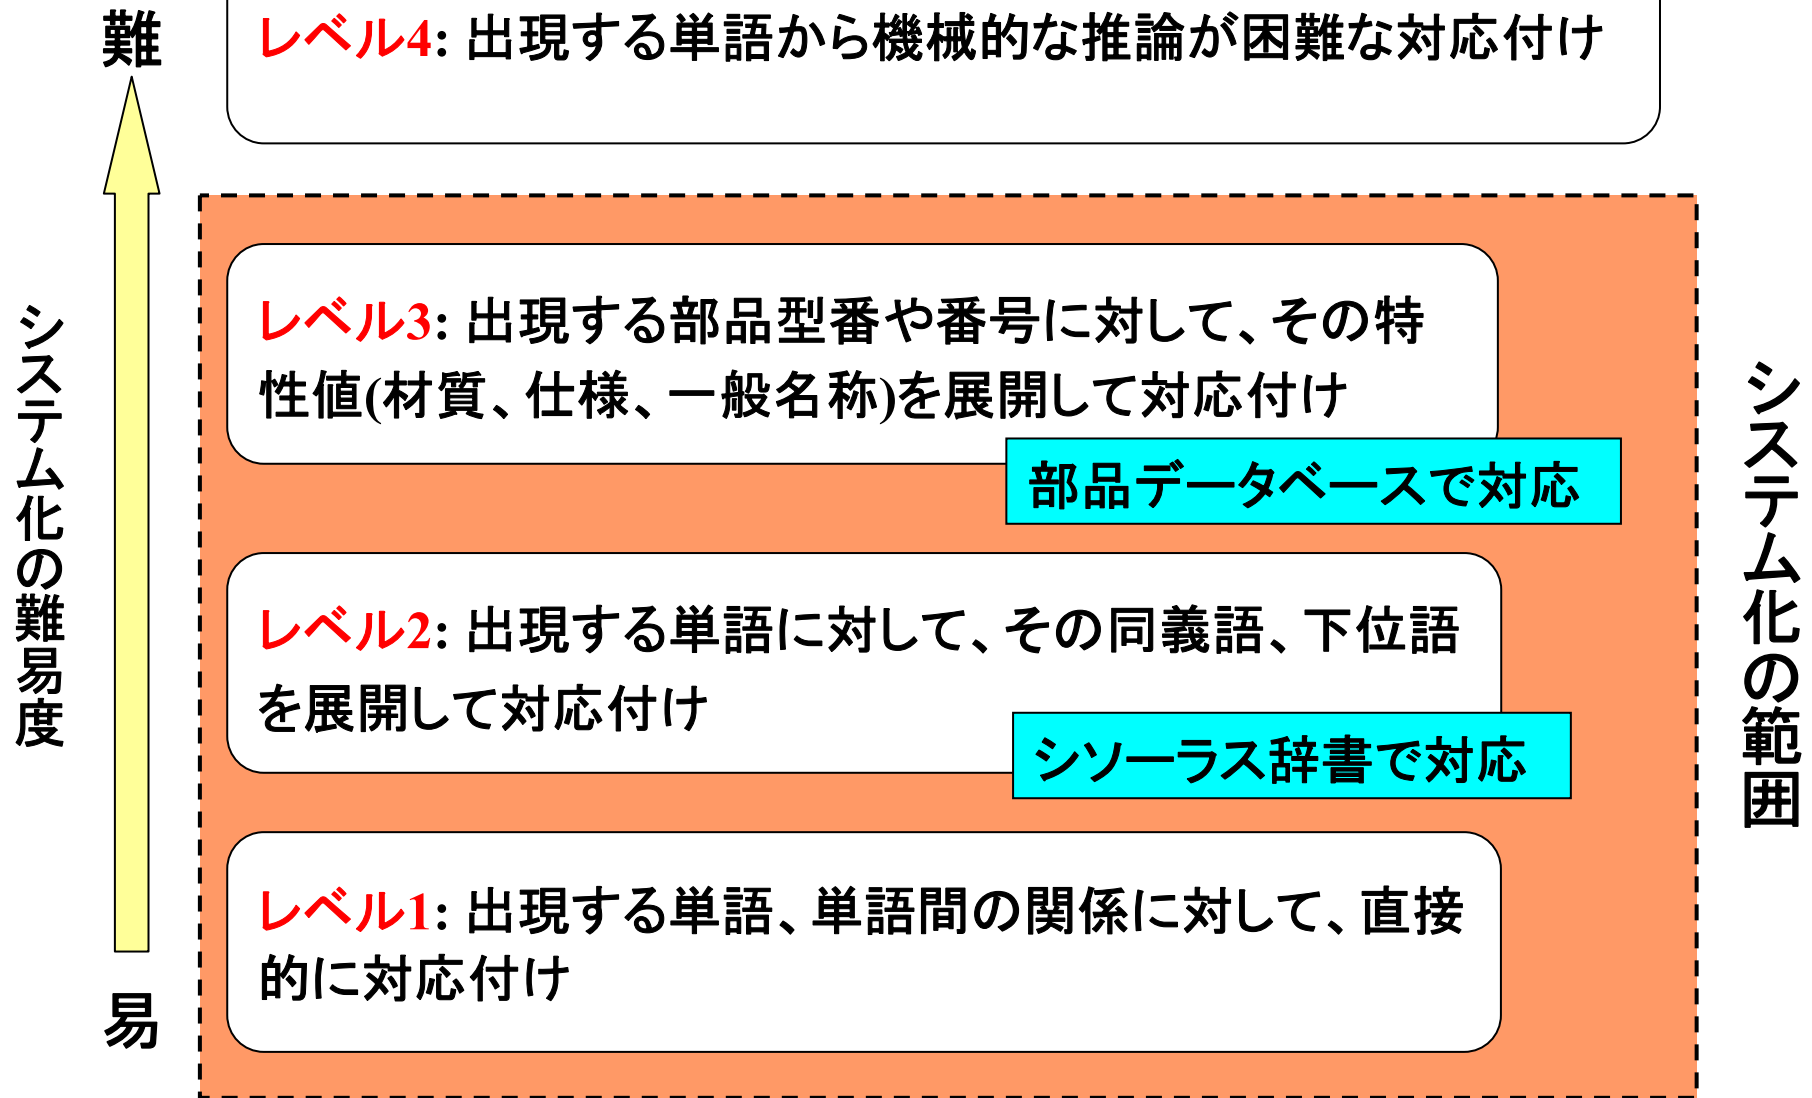 難
レベル4: 出現する単語から機械的な推論が困難な対応付け
システム化の難易度
レベル3: 出現する部品型番や番号に対して、その特
性値(材質、仕様、一般名称)を展開して対応付け
部品データベースで対応
レベル2: 出現する単語に対して、その同義語、下位語
を展開して対応付け
シソーラス辞書で対応
レベル1: 出現する単語、単語間の関係に対して、直接
的に対応付け
易
システム化の範囲